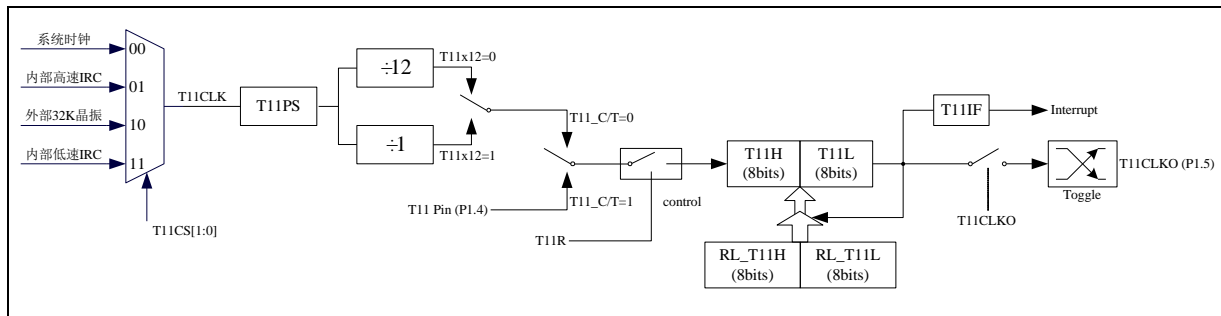 系统时钟
00
内部高速IRC
01
外部32K晶振
10
内部低速IRC
11
T11CS[1:0]
T11CLK
T11PS
÷12
T11x12=0
÷1
T11x12=1
T11_C/T=0
T11_C/T=1
T11 Pin (P1.4)
T11R
control
T11H
(8bits)
T11L
(8bits)
RL_T11H
(8bits)
RL_T11L
(8bits)
T11IF
Interrupt
T11CLKO
T11CLKO (P1.5)
Toggle